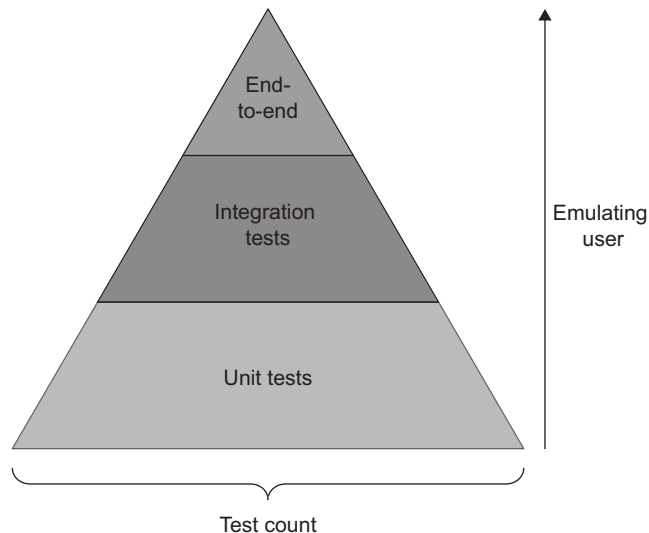 End-
to-end
Integration
tests
Emulating
user
Unit tests
Test count